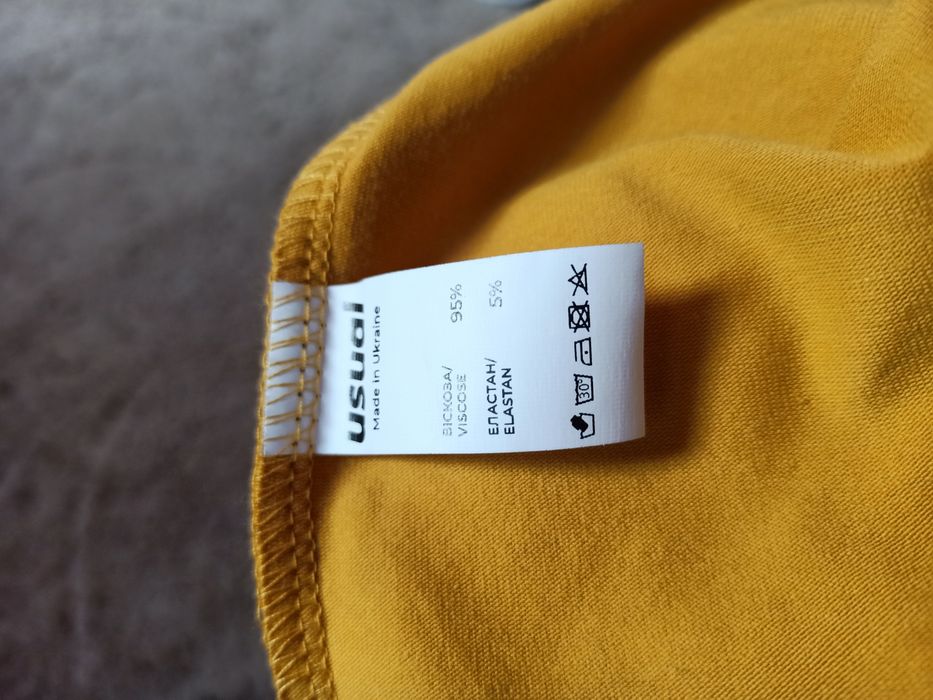 usual
Made in Ukraine
ВІСКОЗА/
VISCOSE 95%
ЕЛАСТАН/
ELASTAN 5%
30°